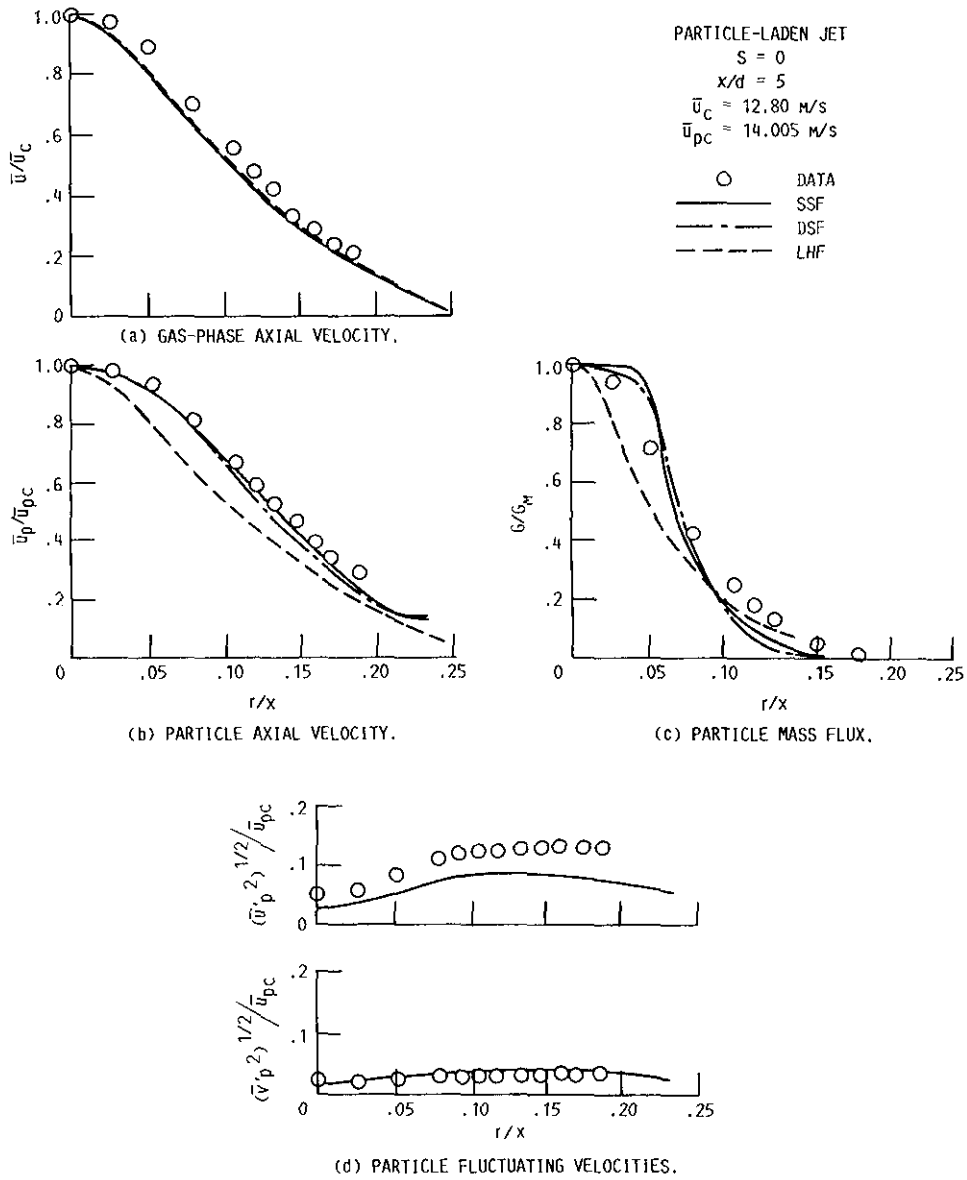 PARTICLE-LADEN JET
S = 0
x/d = 5
ū_c = 12.80 M/S
ū_pc = 14.005 M/S
DATA
SSF
DSF
LHF
1.0
.8
.6
.4
.2
0
ū/ū_c
(a) GAS-PHASE AXIAL VELOCITY.
1.0
.8
.6
.4
.2
0
.05
.10
.15
.20
.25
ū_p/ū_pc
r/x
(b) PARTICLE AXIAL VELOCITY.
1.0
.8
.6
.4
.2
0
.05
.10
.15
.20
.25
G/G_M
r/x
(c) PARTICLE MASS FLUX.
.2
.1
0
(ū'_p ²)^1/2/ū_pc
.2
.1
0
.05
.10
.15
.20
.25
(v̄'_p ²)^1/2/ū_pc
r/x
(d) PARTICLE FLUCTUATING VELOCITIES.